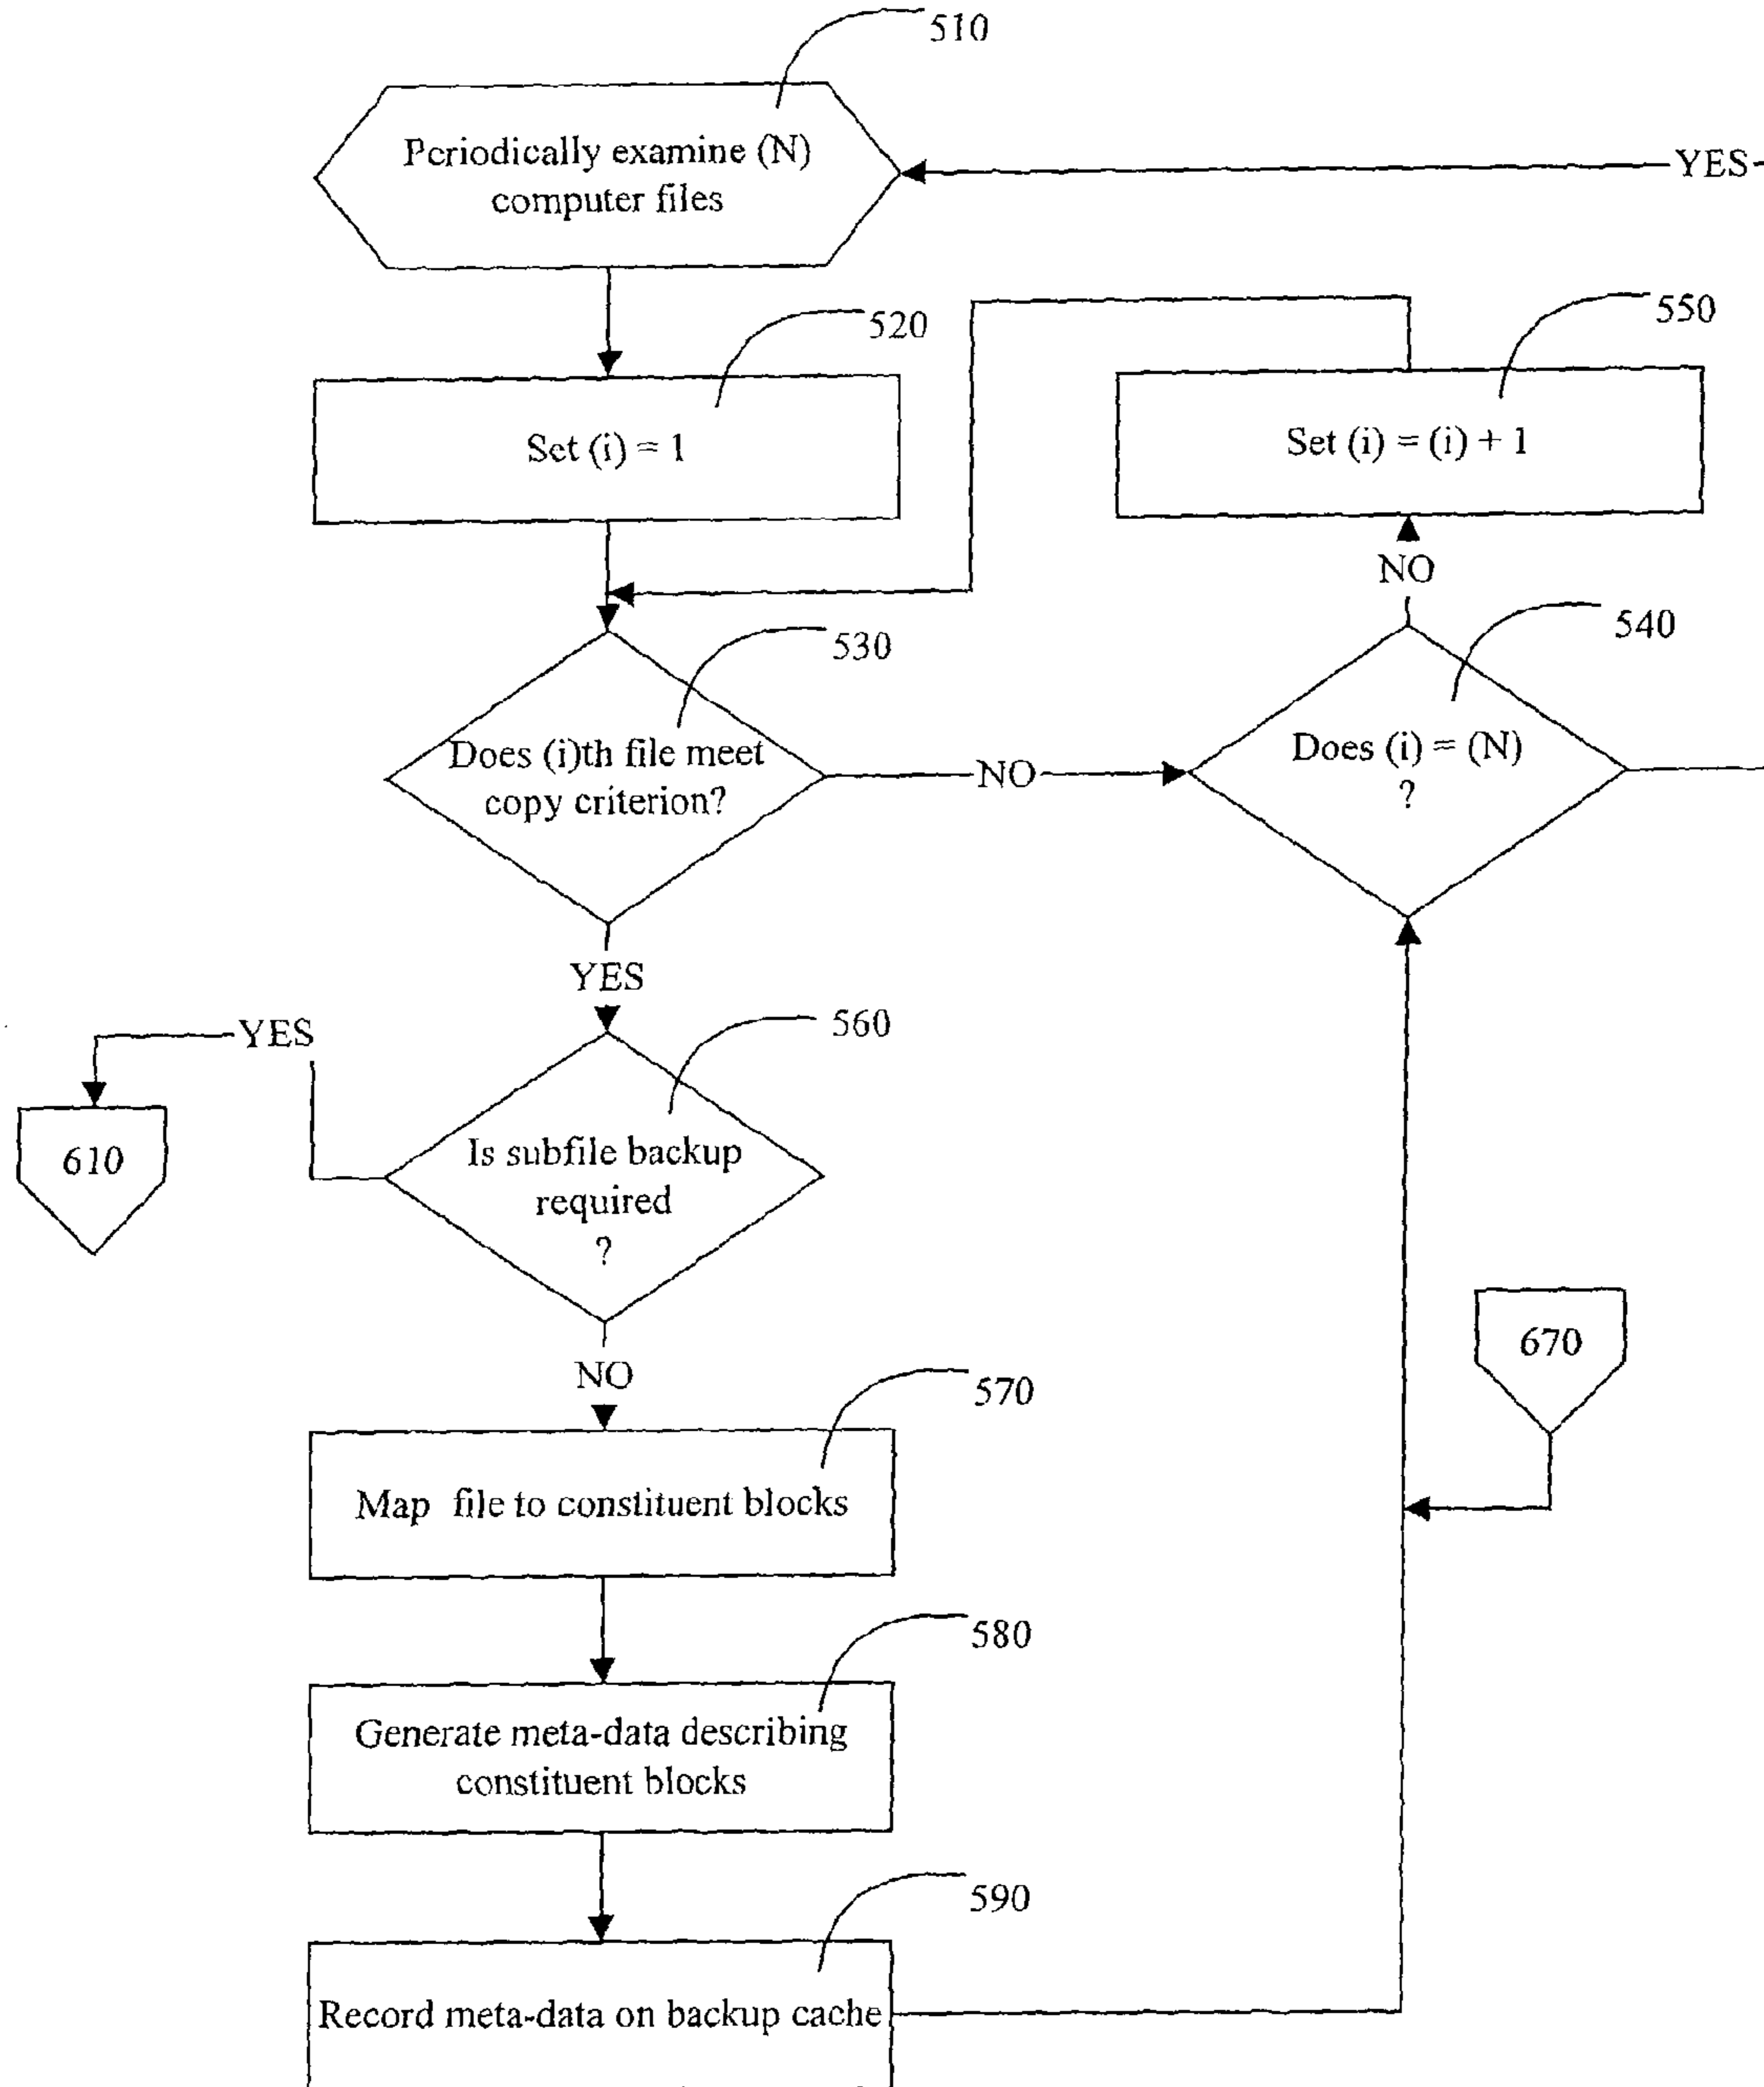 510
Periodically examine (N)
computer files
YES
520
Set (i) = 1
550
Set (i) = (i) + 1
NO
530
Does (i)th file meet
copy criterion?
NO
540
Does (i) = (N)
?
YES
560
YES
610
Is subfile backup
required
?
NO
670
570
Map file to constituent blocks
580
Generate meta-data describing
constituent blocks
590
Record meta-data on backup cache